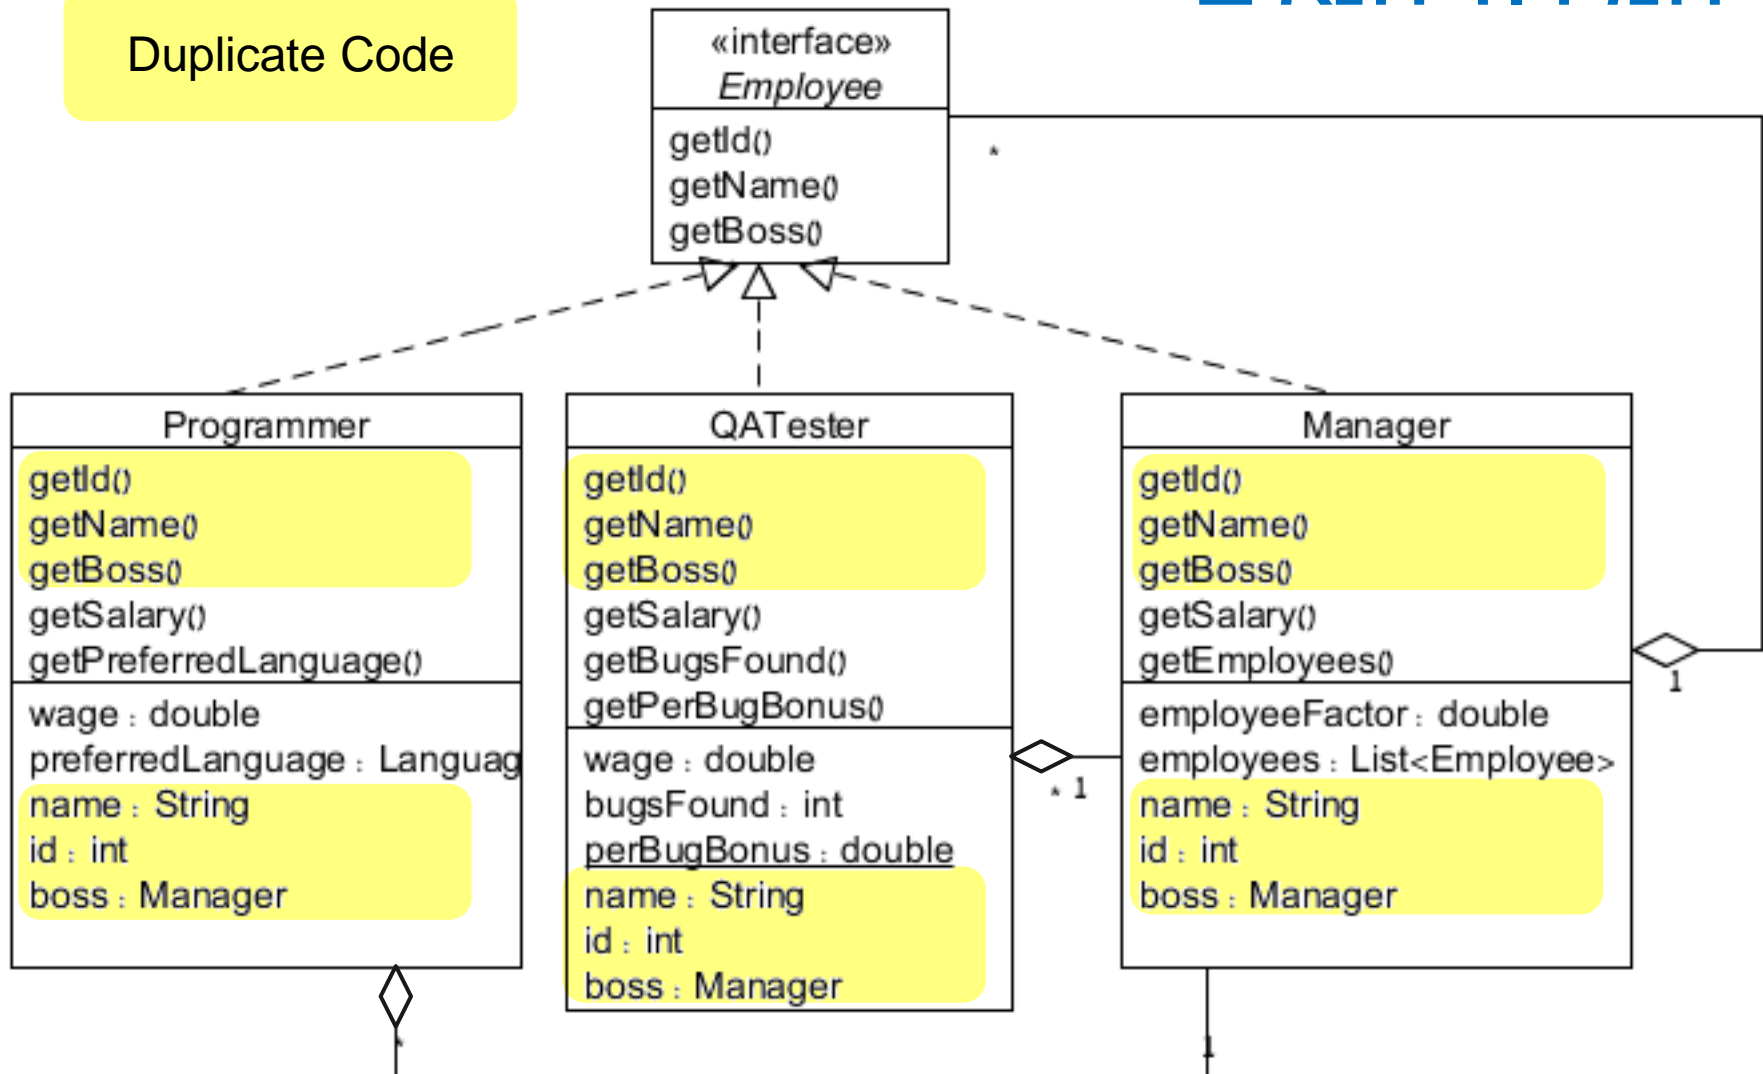 Duplicate Code
«interface»
Employee
getId()
getName()
getBoss()
*
Programmer
getId()
getName()
getBoss()
getSalary()
getPreferredLanguage()
wage : double
preferredLanguage : Languag
name : String
id : int
boss : Manager
*
QATester
getId()
getName()
getBoss()
getSalary()
getBugsFound()
getPerBugBonus()
wage : double
bugsFound : int
perBugBonus : double
name : String
id : int
boss : Manager
* 1
Manager
getId()
getName()
getBoss()
getSalary()
getEmployees()
employeeFactor : double
employees : List<Employee>
name : String
id : int
boss : Manager
1
1